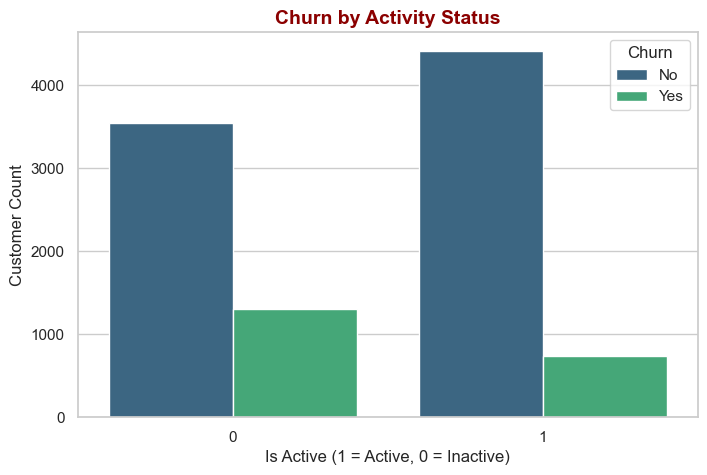 Churn by Activity Status
Churn
No
Yes
Customer Count
4000
3000
2000
1000
0
0
1
Is Active (1 = Active, 0 = Inactive)